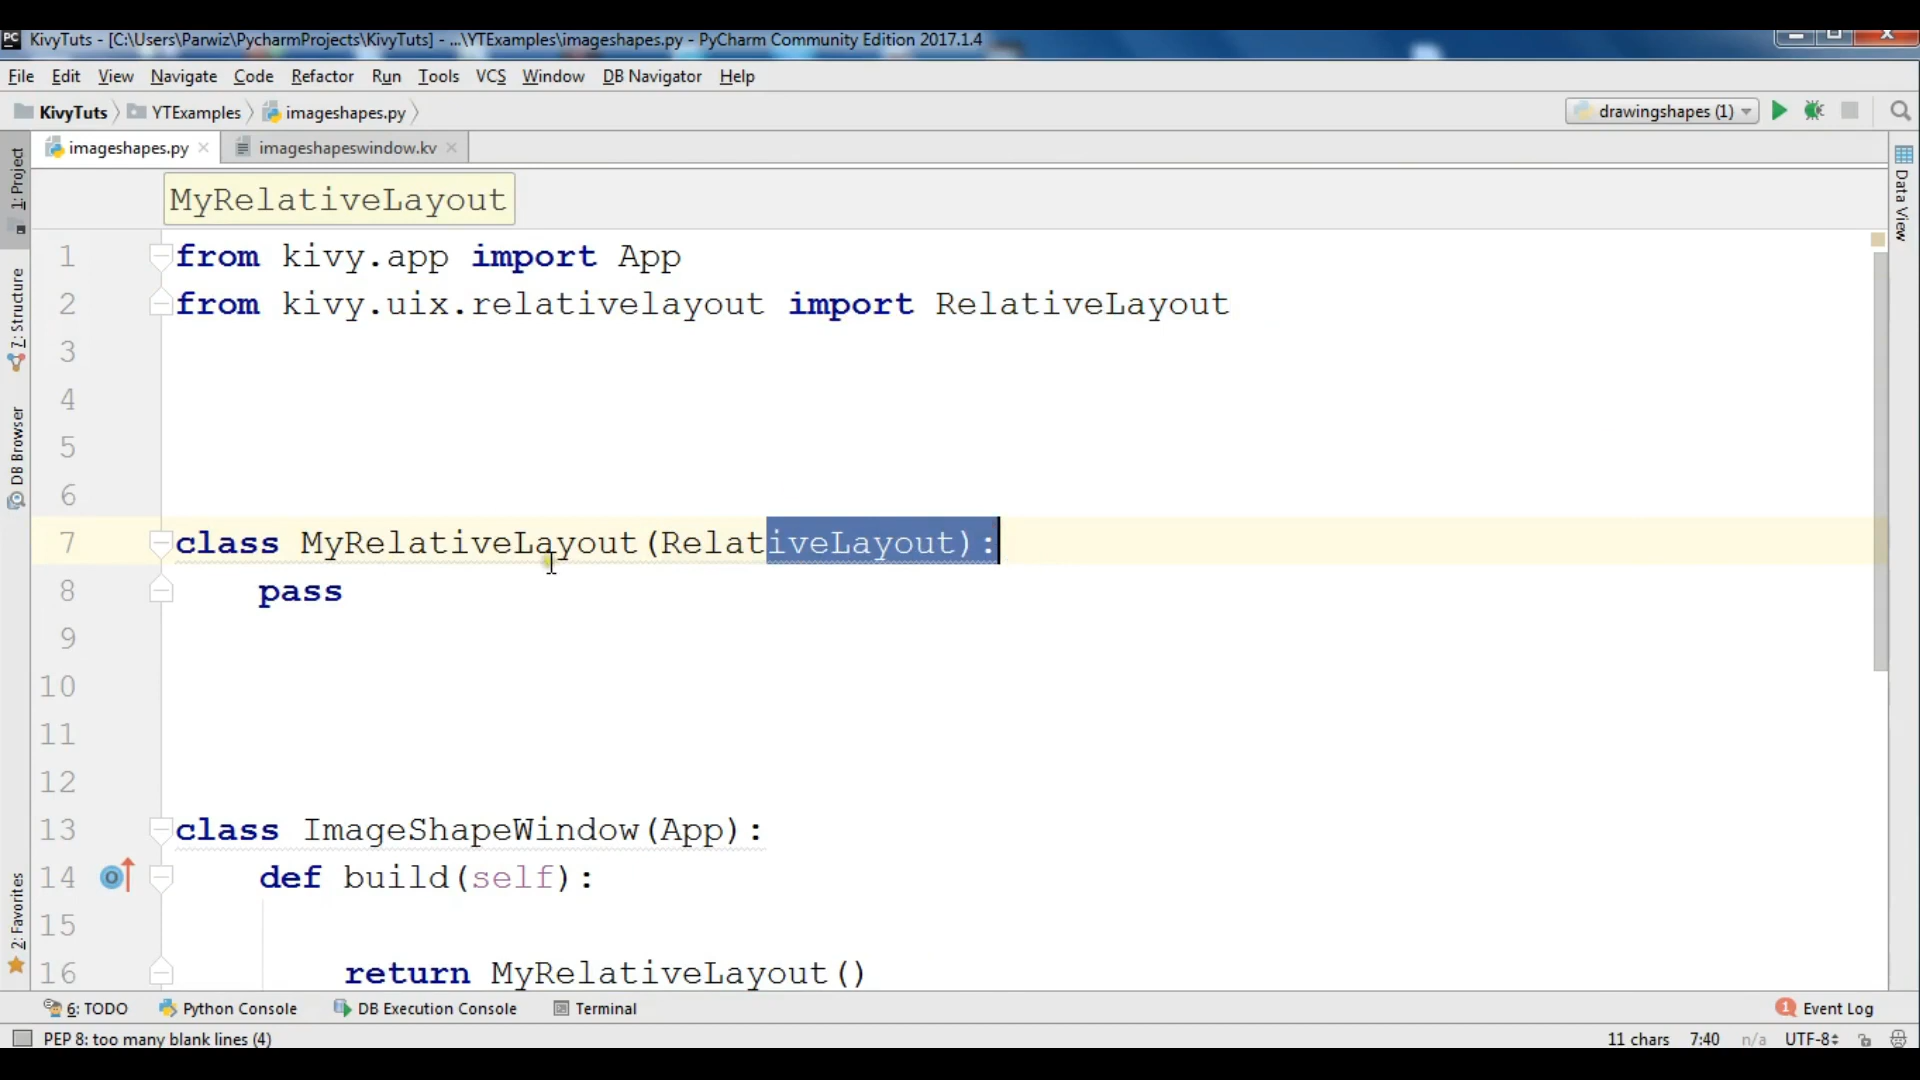 PC KivyTuts - [C:\Users\Parwiz\PycharmProjects\KivyTuts] - ...\YTExamples\imageshapes.py - PyCharm Community Edition 2017.1.4
File Edit View Navigate Code Refactor Run Tools VCS Window DB Navigator Help
KivyTuts YTExamples imageshapes.py drawingshapes (1)
imageshapes.py imageshapeswindow.kv
MyRelativeLayout
1 from kivy.app import App
2 from kivy.uix.relativelayout import RelativeLayout
3
4
5
6
7 class MyRelativeLayout(RelativeLayout):
8 pass
9
10
11
12
13 class ImageShapeWindow(App):
14 def build(self):
15
16 return MyRelativeLayout()
1: Project
7: Structure
DB Browser
2: Favorites
Data View
6: TODO Python Console DB Execution Console Terminal 1 Event Log
PEP 8: too many blank lines (4) 11 chars 7:40 n/a UTF-8